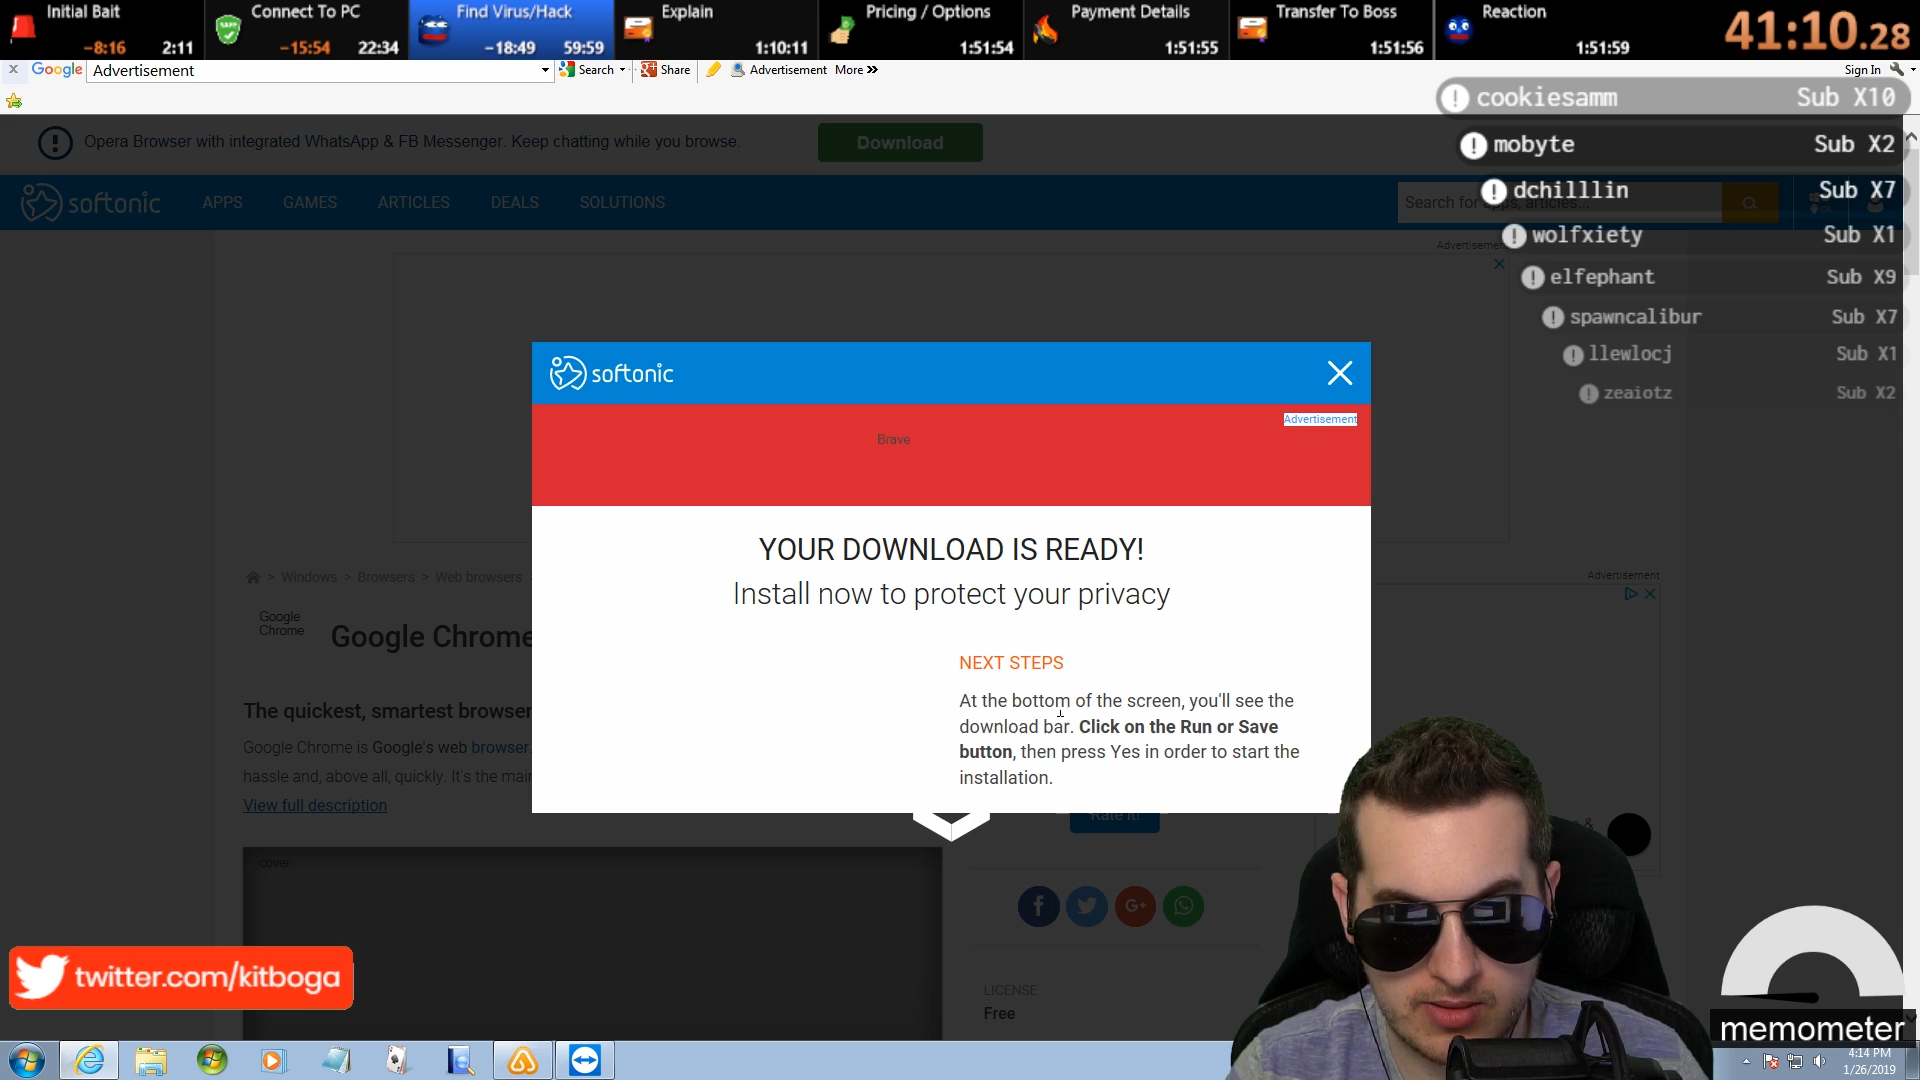 Initial Bait
-8:16 2:11
Connect To PC
-15:54 22:34
Find Virus/Hack
-18:49 59:59
Explain
1:10:11
Pricing / Options
1:51:54
Payment Details
1:51:55
Transfer To Boss
1:51:56
Reaction
1:51:59
41:10.28
x Google Advertisement Search Share Advertisement More » Sign In
cookiesamm Sub X10
mobyte Sub X2
dchilllin Sub X7
wolfxiety Sub X1
elfephant Sub X9
spawncalibur Sub X7
llewlocj Sub X1
zeaiotz Sub X2
Opera Browser with integrated WhatsApp & FB Messenger. Keep chatting while you browse. Download
softonic APPS GAMES ARTICLES DEALS SOLUTIONS Search for apps, articles...
Advertisement
softonic
Advertisement
Brave
YOUR DOWNLOAD IS READY!
Install now to protect your privacy
NEXT STEPS
At the bottom of the screen, you'll see the
download bar. Click on the Run or Save
button, then press Yes in order to start the
installation.
> Windows > Browsers > Web browsers
Advertisement
Google
Chrome
Google Chrome
The quickest, smartest browser
Google Chrome is Google's web browser.
hassle and, above all, quickly. It's the main
View full description
Rate it!
&
cover
LICENSE
Free
twitter.com/kitboga
memometer
4:14 PM
1/26/2019